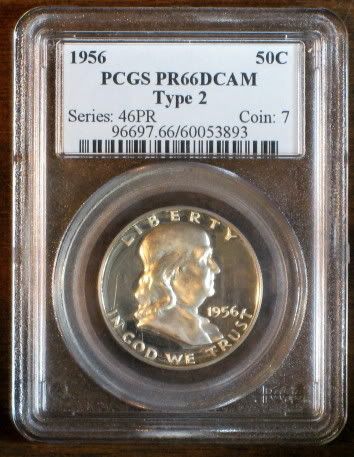 1956 50C
PCGS PR66DCAM
Type 2
Series: 46PR Coin: 7
96697.66/60053893
LIBERTY
1956
IN GOD WE TRUST